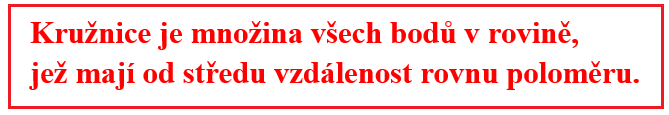 Kružnice je množina všech bodů v rovině,
jež mají od středu vzdálenost rovnu poloměru.